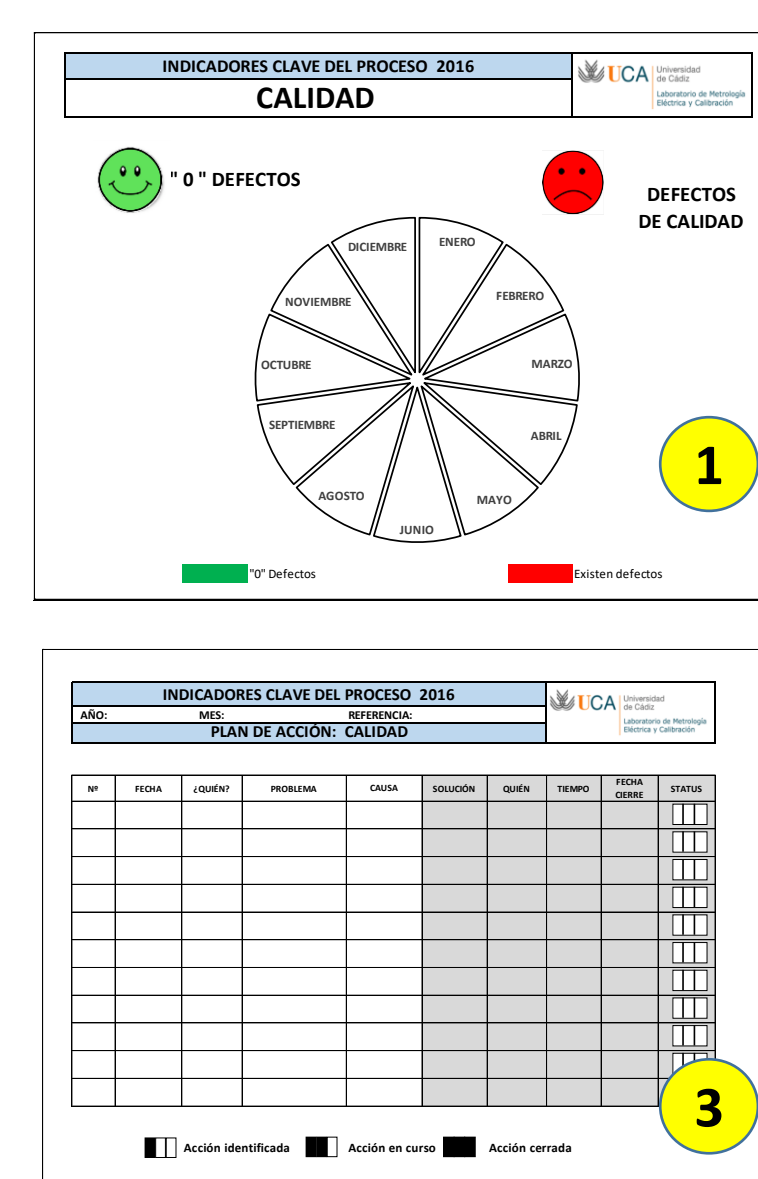 INDICADORES CLAVE DEL PROCESO 2016
CALIDAD
UCA
Universidad
de Cádiz
Laboratorio de Metrología
Eléctrica y Calibración
" 0 " DEFECTOS
DEFECTOS
DE CALIDAD
DICIEMBRE
ENERO
NOVIEMBRE
FEBRERO
OCTUBRE
MARZO
SEPTIEMBRE
ABRIL
AGOSTO
MAYO
JUNIO
1
"0" Defectos
Existen defectos
INDICADORES CLAVE DEL PROCESO 2016
AÑO: MES: REFERENCIA:
PLAN DE ACCIÓN: CALIDAD
UCA
Universidad
de Cádiz
Laboratorio de Metrología
Eléctrica y Calibración
Nº FECHA ¿QUIÉN? PROBLEMA CAUSA SOLUCIÓN QUIÉN TIEMPO FECHA CIERRE STATUS
3
Acción identificada Acción en curso Acción cerrada